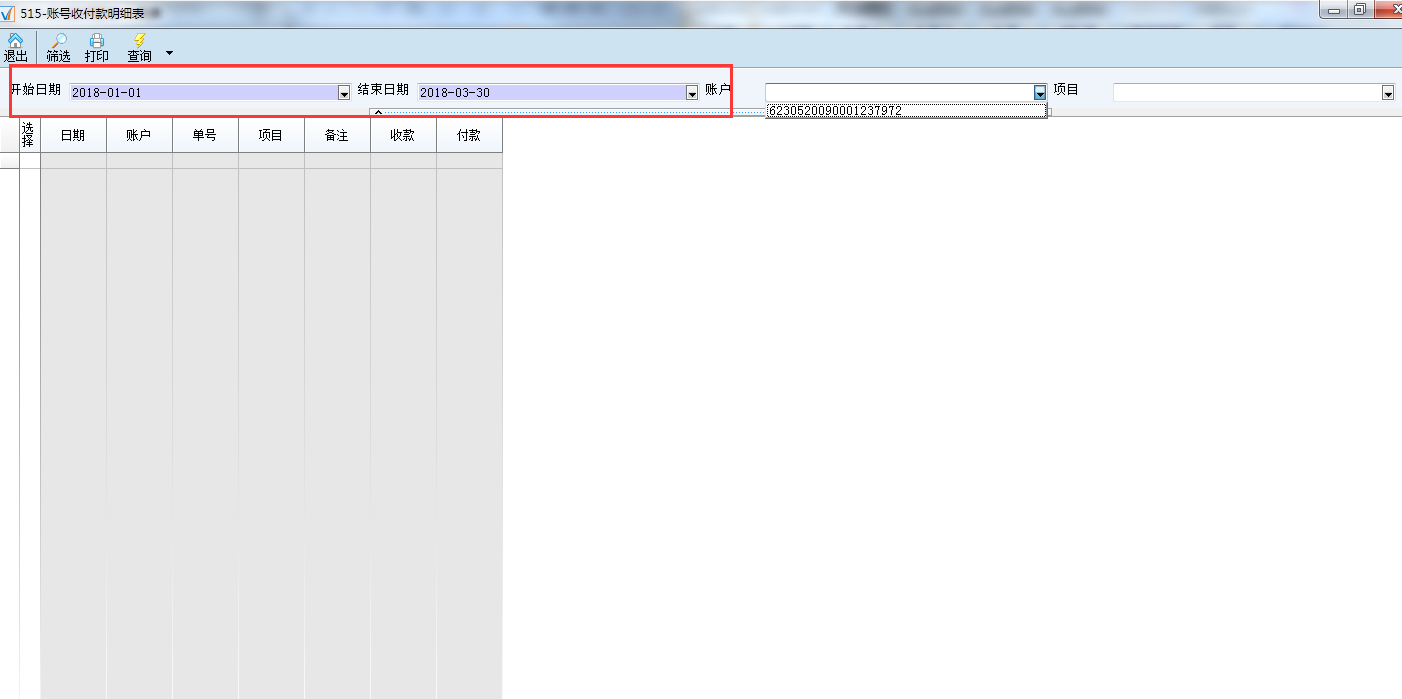 515-账号收付款明细表
退出 筛选 打印 查询
开始日期 2018-01-01 结束日期 2018-03-30 账户 项目
6230520090001237972
选择 日期 账户 单号 项目 备注 收款 付款